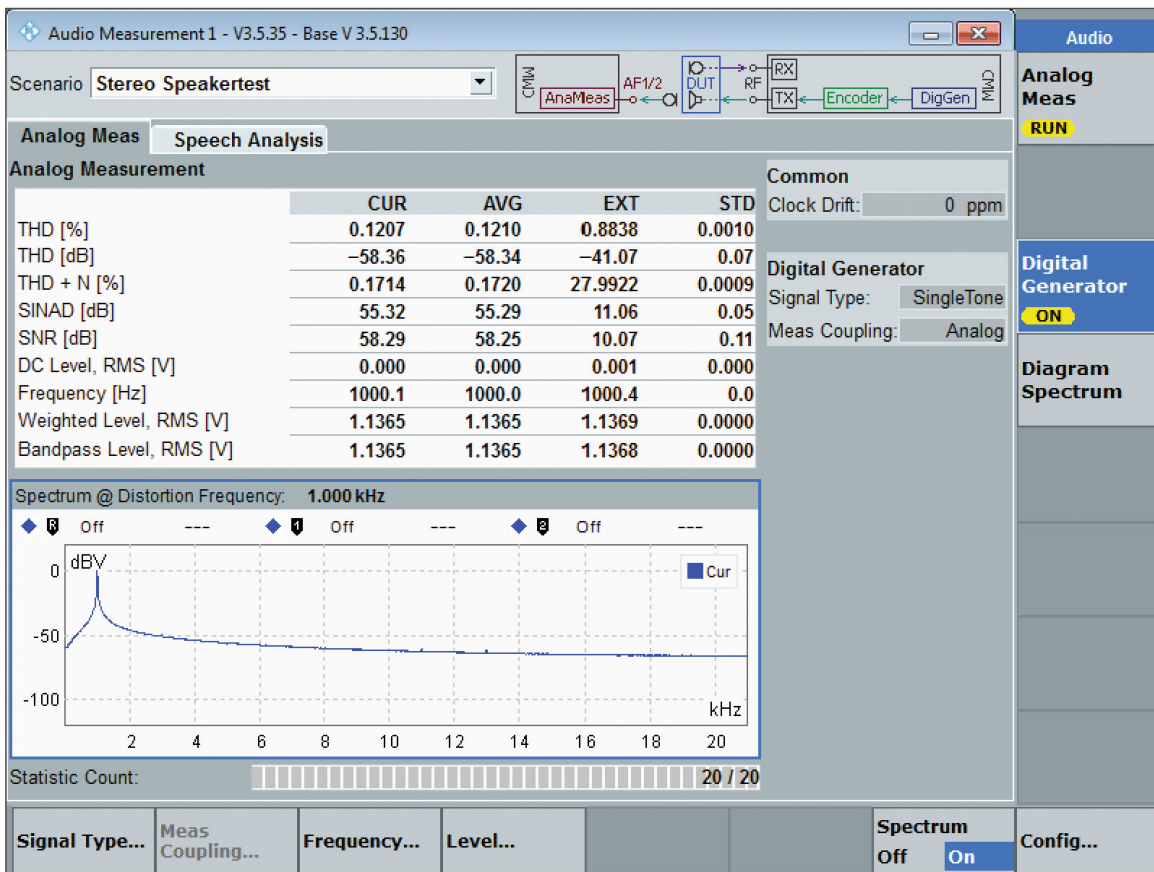 Audio Measurement 1 - V3.5.35 - Base V 3.5.130
Audio
Scenario Stereo Speakertest
CMW AnaMeas AF1/2 DUT RF RX TX Encoder DigGen CMW
Analog Meas
RUN
Analog Meas Speech Analysis
Analog Measurement
CUR AVG EXT STD
THD [%] 0.1207 0.1210 0.8838 0.0010
THD [dB] −58.36 −58.34 −41.07 0.07
THD + N [%] 0.1714 0.1720 27.9922 0.0009
SINAD [dB] 55.32 55.29 11.06 0.05
SNR [dB] 58.29 58.25 10.07 0.11
DC Level, RMS [V] 0.000 0.000 0.001 0.000
Frequency [Hz] 1000.1 1000.0 1000.4 0.0
Weighted Level, RMS [V] 1.1365 1.1365 1.1369 0.0000
Bandpass Level, RMS [V] 1.1365 1.1365 1.1368 0.0000
Common
Clock Drift: 0 ppm
Digital Generator
Signal Type: SingleTone
Meas Coupling: Analog
Digital
Generator
ON
Diagram
Spectrum
Spectrum @ Distortion Frequency: 1.000 kHz
R Off --- 1 Off --- 2 Off ---
dBV
Cur
0
-50
-100
kHz
2 4 6 8 10 12 14 16 18 20
Statistic Count: 20 / 20
Signal Type...
Meas
Coupling...
Frequency...
Level...
Spectrum
Off On
Config...